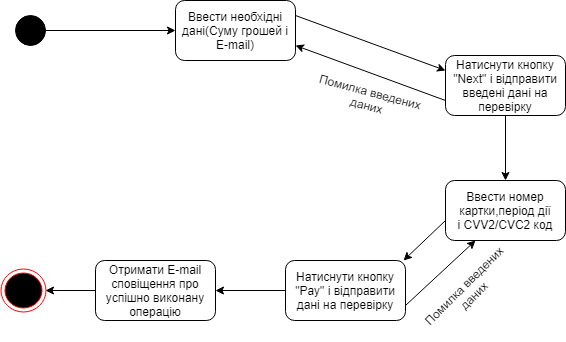 Ввести необхідні
дані(Суму грошей і
E-mail)
Натиснути кнопку
"Next" і відправити
введені дані на
перевірку
Помилка введених
даних
Ввести номер
картки,період дії
і CVV2/CVC2 код
Отримати E-mail
сповіщення про
успішно виконану
операцію
Натиснути кнопку
"Pay" і відправити
дані на перевірку
Помилка введених
даних